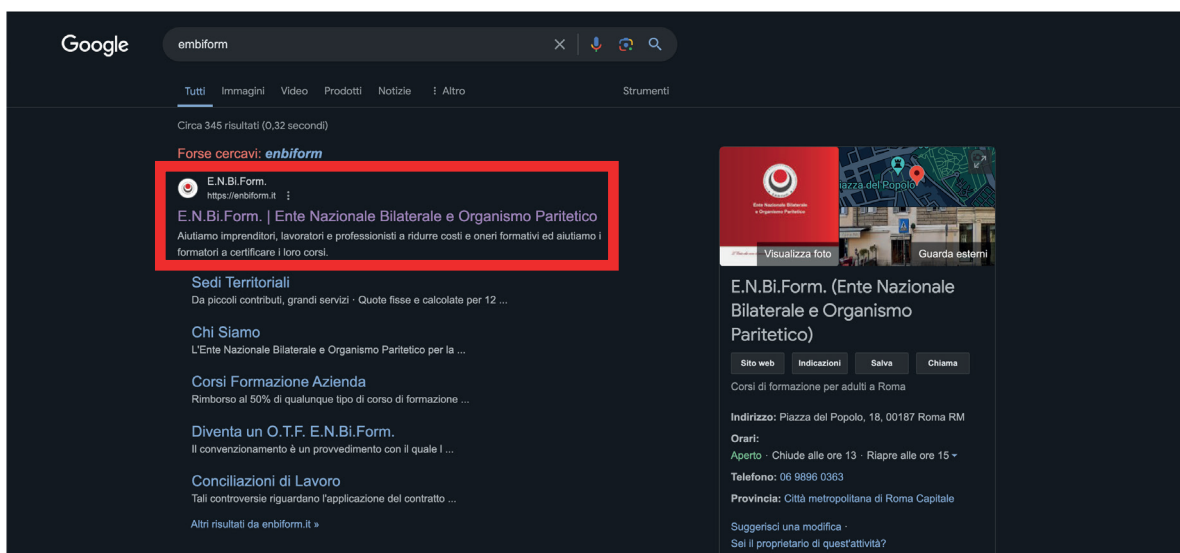 Google
embiform
Tutti Immagini Video Prodotti Notizie Altro Strumenti
Circa 345 risultati (0,32 secondi)
Forse cercavi: enbiform
E.N.Bi.Form.
https://enbiform.it
E.N.Bi.Form. | Ente Nazionale Bilaterale e Organismo Paritetico
Aiutiamo imprenditori, lavoratori e professionisti a ridurre costi e oneri formativi ed aiutiamo i
formatori a certificare i loro corsi.
Sedi Territoriali
Da piccoli contributi, grandi servizi · Quote fisse e calcolate per 12 ...
Chi Siamo
L'Ente Nazionale Bilaterale e Organismo Paritetico per la ...
Corsi Formazione Azienda
Rimborso al 50% di qualunque tipo di corso di formazione ...
Diventa un O.T.F. E.N.Bi.Form.
Il convenzionamento è un provvedimento con il quale l ...
Conciliazioni di Lavoro
Tali controversie riguardano l'applicazione del contratto ...
Altri risultati da enbiform.it »
Ente Nazionale Bilaterale
e Organismo Paritetico
Visualizza foto
iazza del Popolo
Guarda esterni
E.N.Bi.Form. (Ente Nazionale
Bilaterale e Organismo
Paritetico)
Sito web Indicazioni Salva Chiama
Corsi di formazione per adulti a Roma
Indirizzo: Piazza del Popolo, 18, 00187 Roma RM
Orari:
Aperto · Chiude alle ore 13 · Riapre alle ore 15
Telefono: 06 9896 0363
Provincia: Città metropolitana di Roma Capitale
Suggerisci una modifica ·
Sei il proprietario di quest'attività?